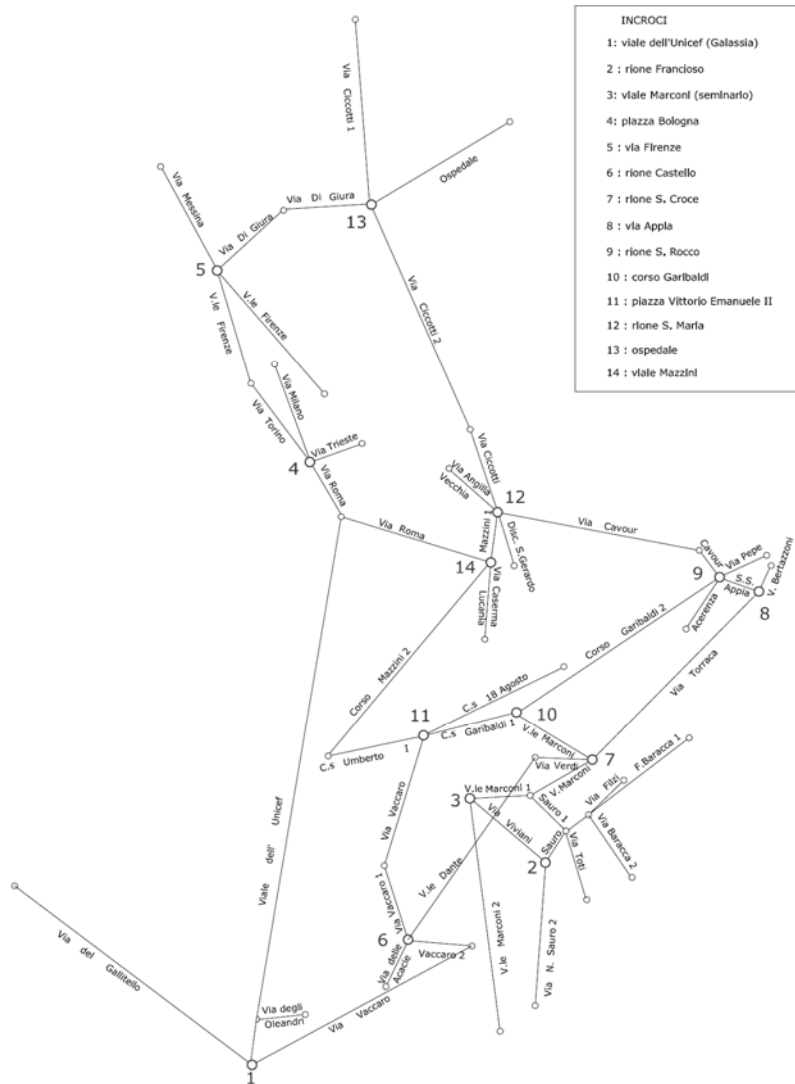 INCROCI
1: viale dell'Unicef (Galassia)
2 : rione Francioso
3: viale Marconi (seminario)
4: piazza Bologna
5 : via Firenze
6 : rione Castello
7 : rione S. Croce
8 : via Appia
9 : rione S. Rocco
10 : corso Garibaldi
11 : piazza Vittorio Emanuele II
12 : rione S. Maria
13 : ospedale
14 : viale Mazzini
Via Ciccotti 1
Ospedale
Via Messina
Via Di Giura
13
Via Di Giura
5
V.le Firenze
V.le Firenze
Via Ciccotti 2
Via Milano
Via Torino
Via Trieste
4
Via Roma
Via Ciccotti
Via Angilla
Vecchia
12
Via Roma
Mazzini 1
Disc. S.Gerardo
Via Cavour
Cavour
Via Pepe
V. Bertazzoni
14
Via Caserma
Lucania
9
S.S.
Appia
8
Acerenza
Corso Garibaldi 2
Corso Mazzini 2
C.s 18 Agosto
Via Torraca
11
10
C.s Garibaldi 1
C.s Umberto I
V.le Marconi
7
Via Verdi
V. Marconi
F.Baracca 1
V.le Marconi 1
3
Sauro 1
Via Filzi
Via Viviani
Via Vaccaro
Sauro
Via Toti
Via Baracca 2
2
Viale dell' Unicef
V.le Dante
Via Vaccaro 1
V.le Marconi 2
Via N. Sauro 2
6
Vaccaro 2
Via delle
Acacie
Via del Gallitello
Via degli
Oleandri
Via Vaccaro
1